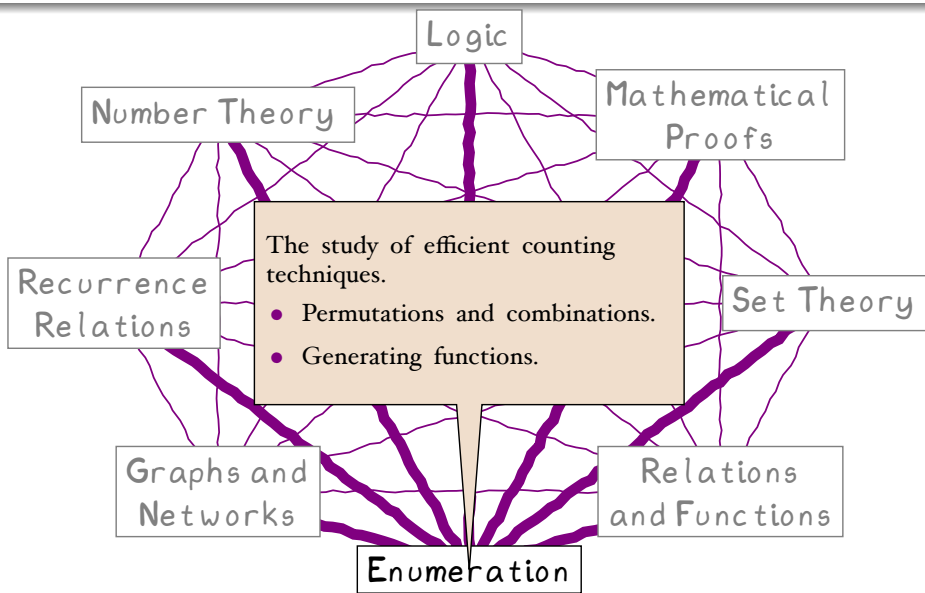 Logic
Number Theory
Mathematical
Proofs
The study of efficient counting
techniques.
• Permutations and combinations.
• Generating functions.
Recurrence
Relations
Set Theory
Graphs and
Networks
Relations
and Functions
Enumeration